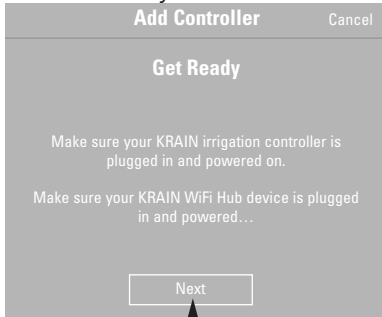 Add Controller Cancel
Get Ready
Make sure your KRAIN irrigation controller is
plugged in and powered on.
Make sure your KRAIN WiFi Hub device is plugged
in and powered…
Next